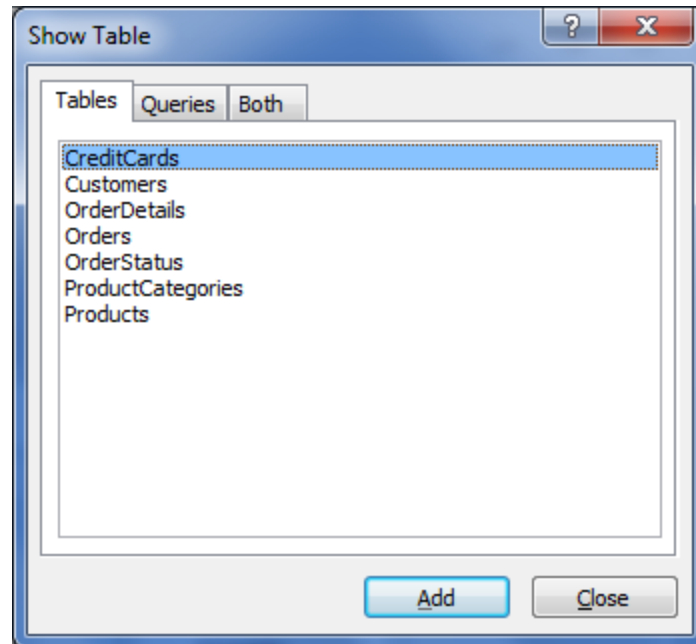 Show Table
?
Tables Queries Both
CreditCards
Customers
OrderDetails
Orders
OrderStatus
ProductCategories
Products
Add Close